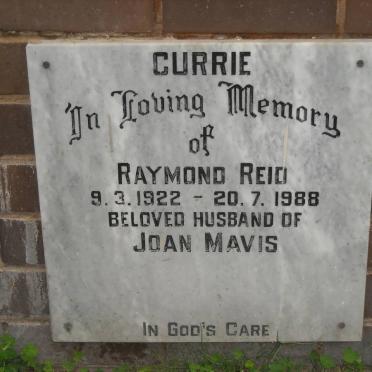 CURRIE
In Loving Memory
of
RAYMOND REID
9.3.1922 - 20.7.1988
BELOVED HUSBAND OF
JOAN MAVIS
IN GOD'S CARE